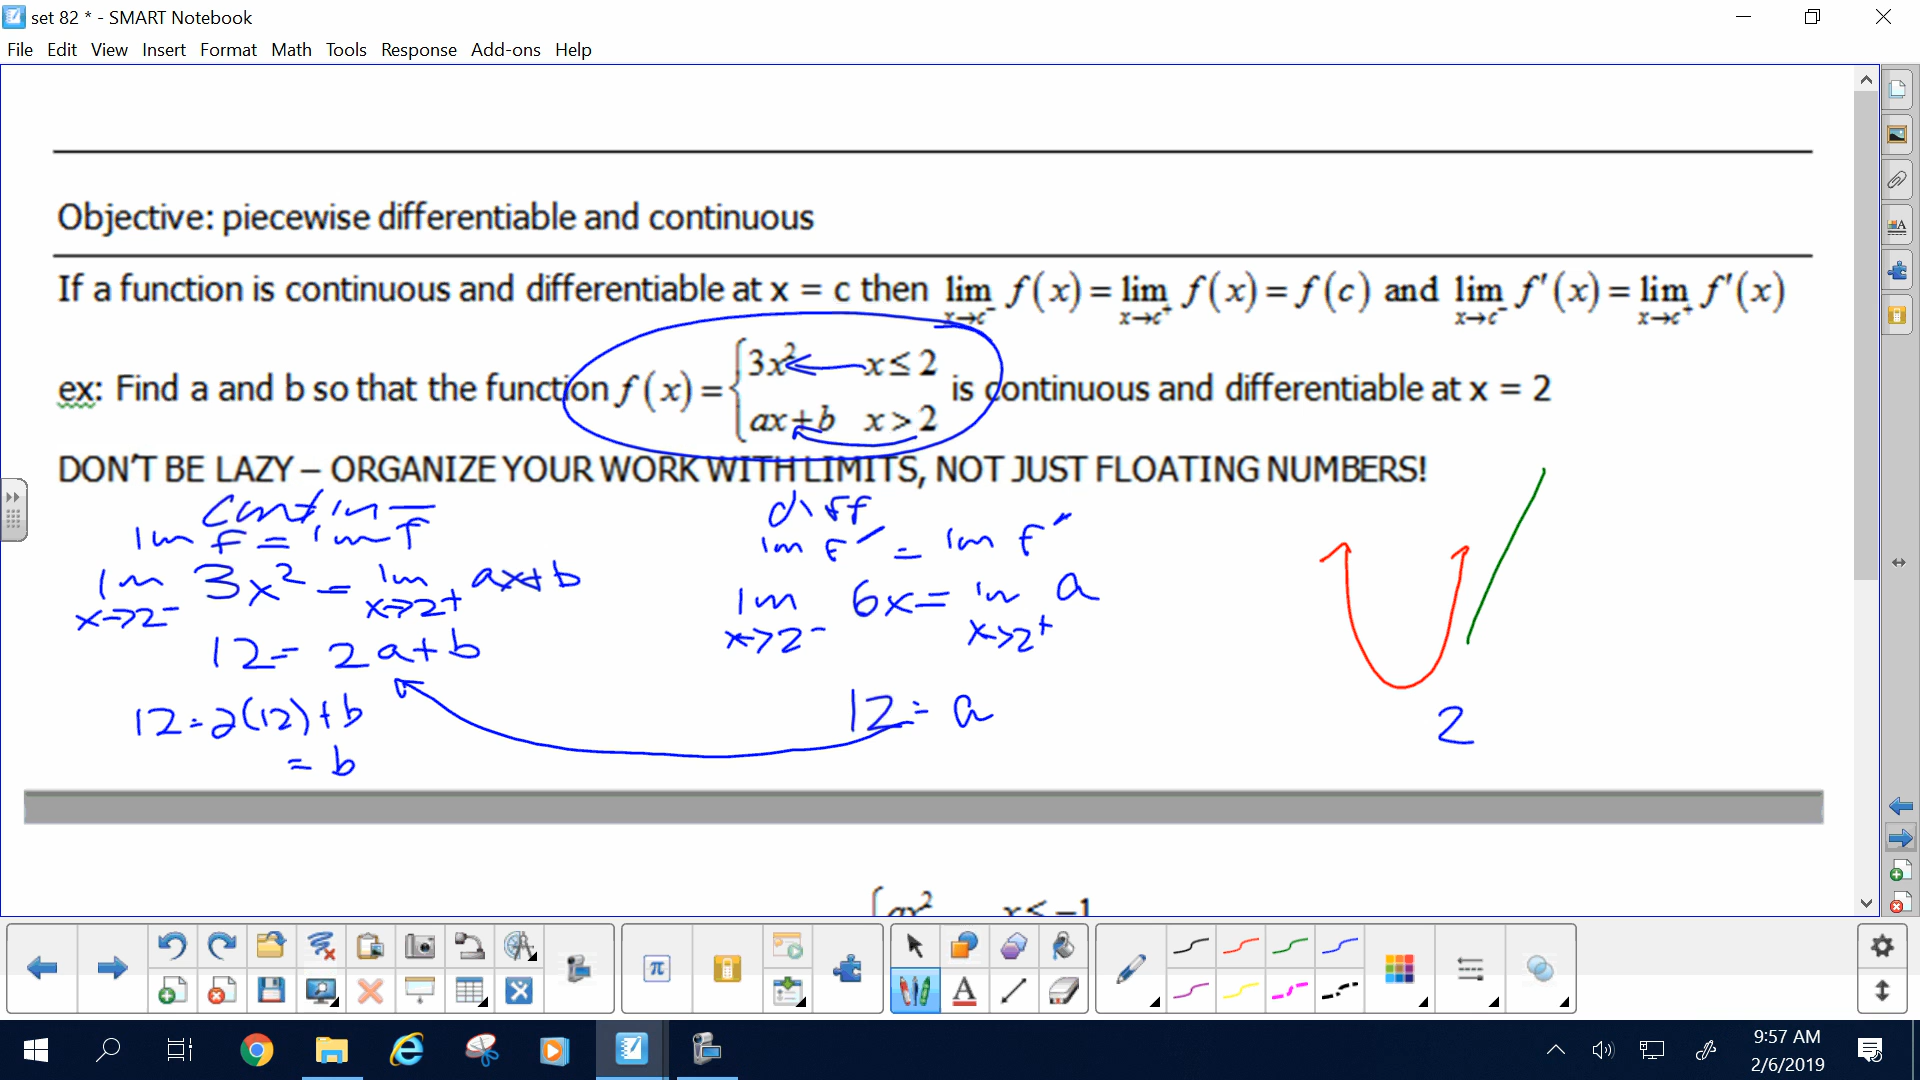 set 82 * - SMART Notebook
File Edit View Insert Format Math Tools Response Add-ons Help
Objective: piecewise differentiable and continuous
If a function is continuous and differentiable at x = c then lim x→c⁻ f(x) = lim x→c⁺ f(x) = f(c) and lim x→c⁻ f'(x) = lim x→c⁺ f'(x)
ex: Find a and b so that the function f(x) = { 3x² x ≤ 2
ax + b x > 2 is continuous and differentiable at x = 2
DON'T BE LAZY – ORGANIZE YOUR WORK WITH LIMITS, NOT JUST FLOATING NUMBERS!
contin
lim f = lim f
lim x→2⁻ 3x² = lim x→2⁺ ax+b
12 = 2a+b
12 = 2(12)+b
= b
diff
lim f' = lim f'
lim x→2⁻ 6x = lim x→2⁺ a
12 = a
2
{ ax² x ≤ -1
9:57 AM
2/6/2019